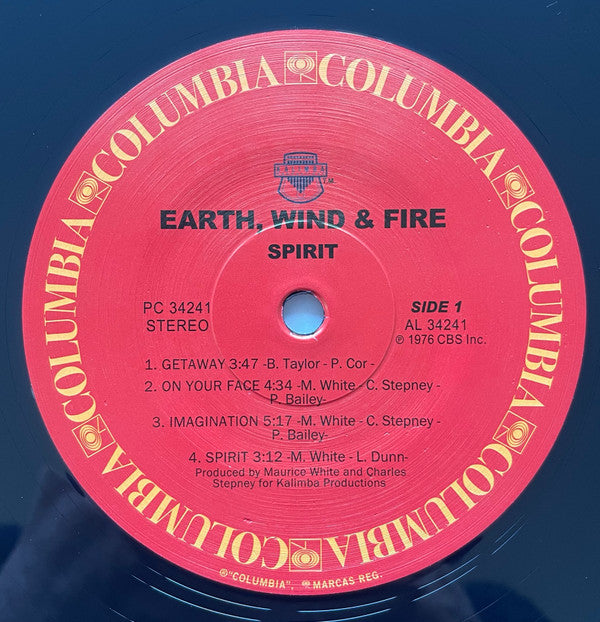 COLUMBIA COLUMBIA COLUMBIA COLUMBIA COLUMBIA COLUMBIA COLUMBIA
KALIMBA
EARTH, WIND & FIRE
SPIRIT
PC 34241
STEREO
SIDE 1
AL 34241
℗ 1976 CBS Inc.
1. GETAWAY 3:47 -B. Taylor - P. Cor -
2. ON YOUR FACE 4:34 -M. White - C. Stepney -
P. Bailey-
3. IMAGINATION 5:17 -M. White - C. Stepney -
P. Bailey-
4. SPIRIT 3:12 -M. White - L. Dunn-
Produced by Maurice White and Charles
Stepney for Kalimba Productions
®"COLUMBIA", MARCAS REG.